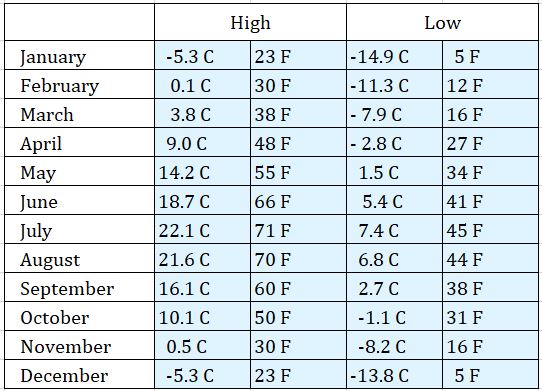 High Low
January -5.3 C 23 F -14.9 C 5 F
February 0.1 C 30 F -11.3 C 12 F
March 3.8 C 38 F - 7.9 C 16 F
April 9.0 C 48 F - 2.8 C 27 F
May 14.2 C 55 F 1.5 C 34 F
June 18.7 C 66 F 5.4 C 41 F
July 22.1 C 71 F 7.4 C 45 F
August 21.6 C 70 F 6.8 C 44 F
September 16.1 C 60 F 2.7 C 38 F
October 10.1 C 50 F -1.1 C 31 F
November 0.5 C 30 F -8.2 C 16 F
December -5.3 C 23 F -13.8 C 5 F